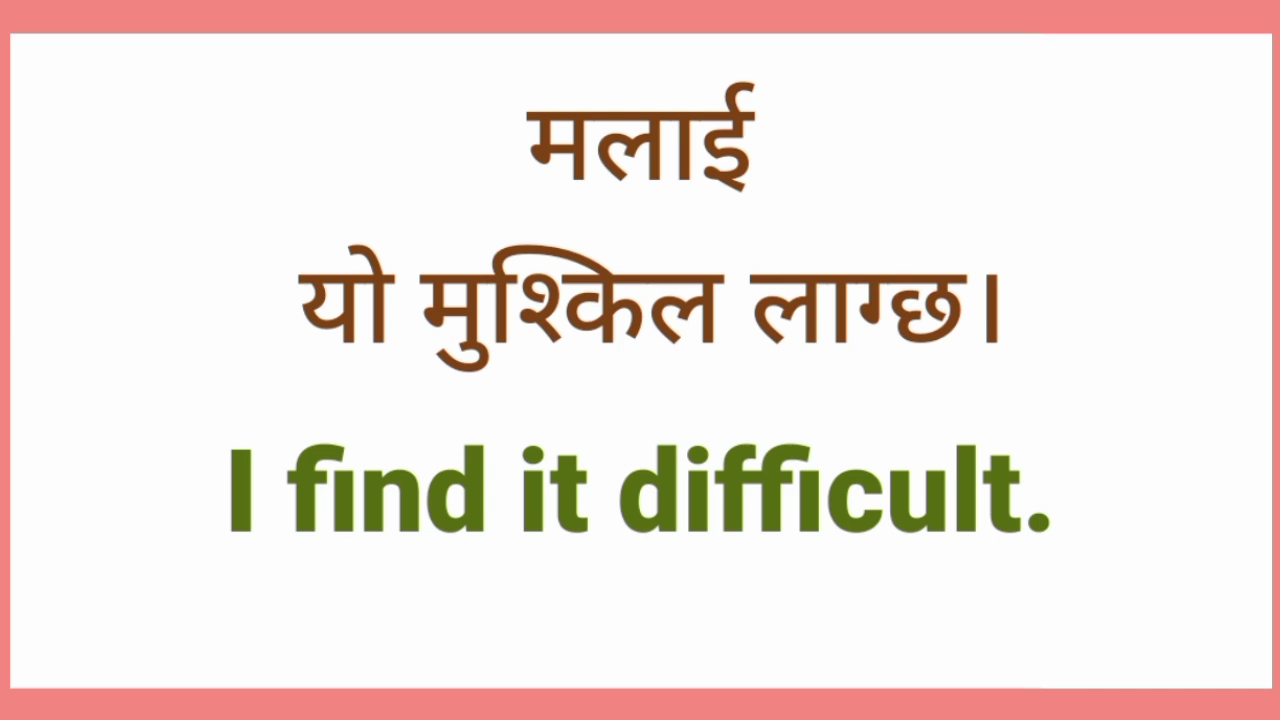 मलाई
यो मुश्किल लाग्छ।
I find it difficult.